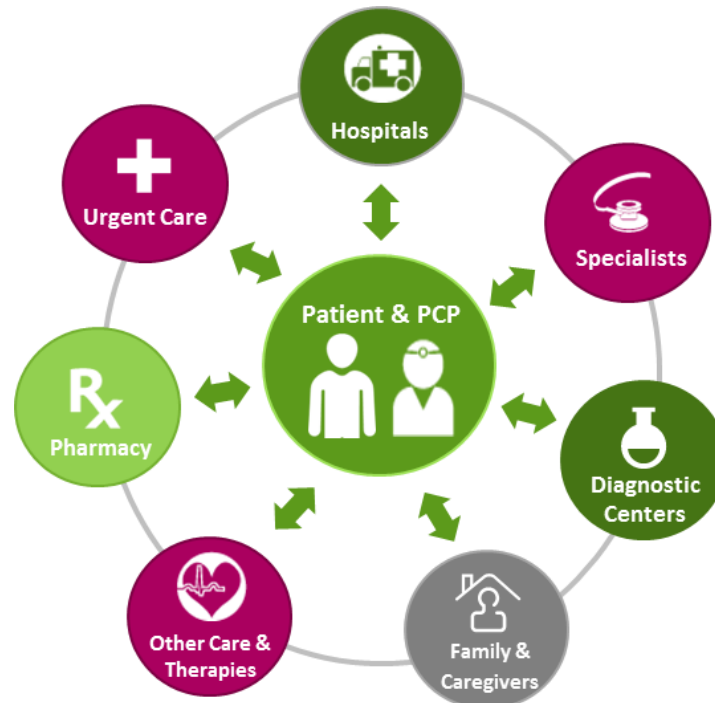 Hospitals
Specialists
Diagnostic
Centers
Family &
Caregivers
Other Care &
Therapies
Rx
Pharmacy
Urgent Care
Patient & PCP